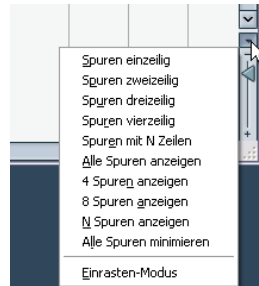 Spuren einzeilig
Spuren zweizeilig
Spuren dreizeilig
Spuren vierzeilig
Spuren mit N Zeilen
Alle Spuren anzeigen
4 Spuren anzeigen
8 Spuren anzeigen
N Spuren anzeigen
Alle Spuren minimieren
Einrasten-Modus